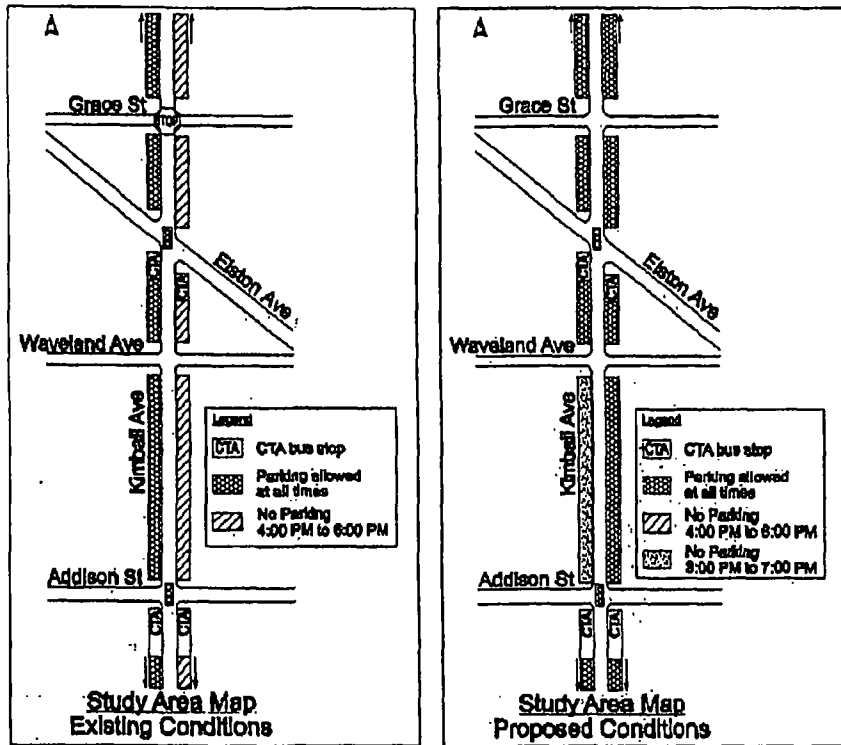 Grace St
STOP
CTA
Elston Ave
CTA
Waveland Ave
Kimball Ave
Legend
CTA CTA bus stop
Parking allowed
at all times
No Parking
4:00 PM to 6:00 PM
Addison St
CTA CTA
Study Area Map
Existing Conditions
Grace St
CTA
Elston Ave
CTA
Waveland Ave
Kimball Ave
Legend
CTA CTA bus stop
Parking allowed
at all times
No Parking
4:00 PM to 6:00 PM
No Parking
3:00 PM to 7:00 PM
Addison St
CTA CTA
Study Area Map
Proposed Conditions